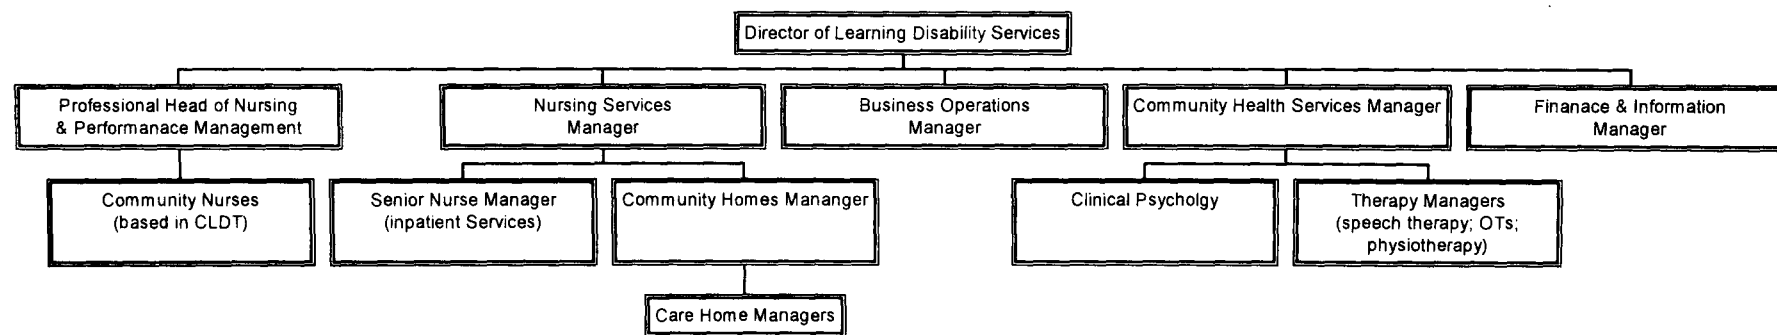 Director of Learning Disability Services
Professional Head of Nursing
& Performanace Management
Nursing Services
Manager
Business Operations
Manager
Community Health Services Manager
Finanace & Information
Manager
Community Nurses
(based in CLDT)
Senior Nurse Manager
(inpatient Services)
Community Homes Mananger
Clinical Psycholgy
Therapy Managers
(speech therapy; OTs;
physiotherapy)
Care Home Managers